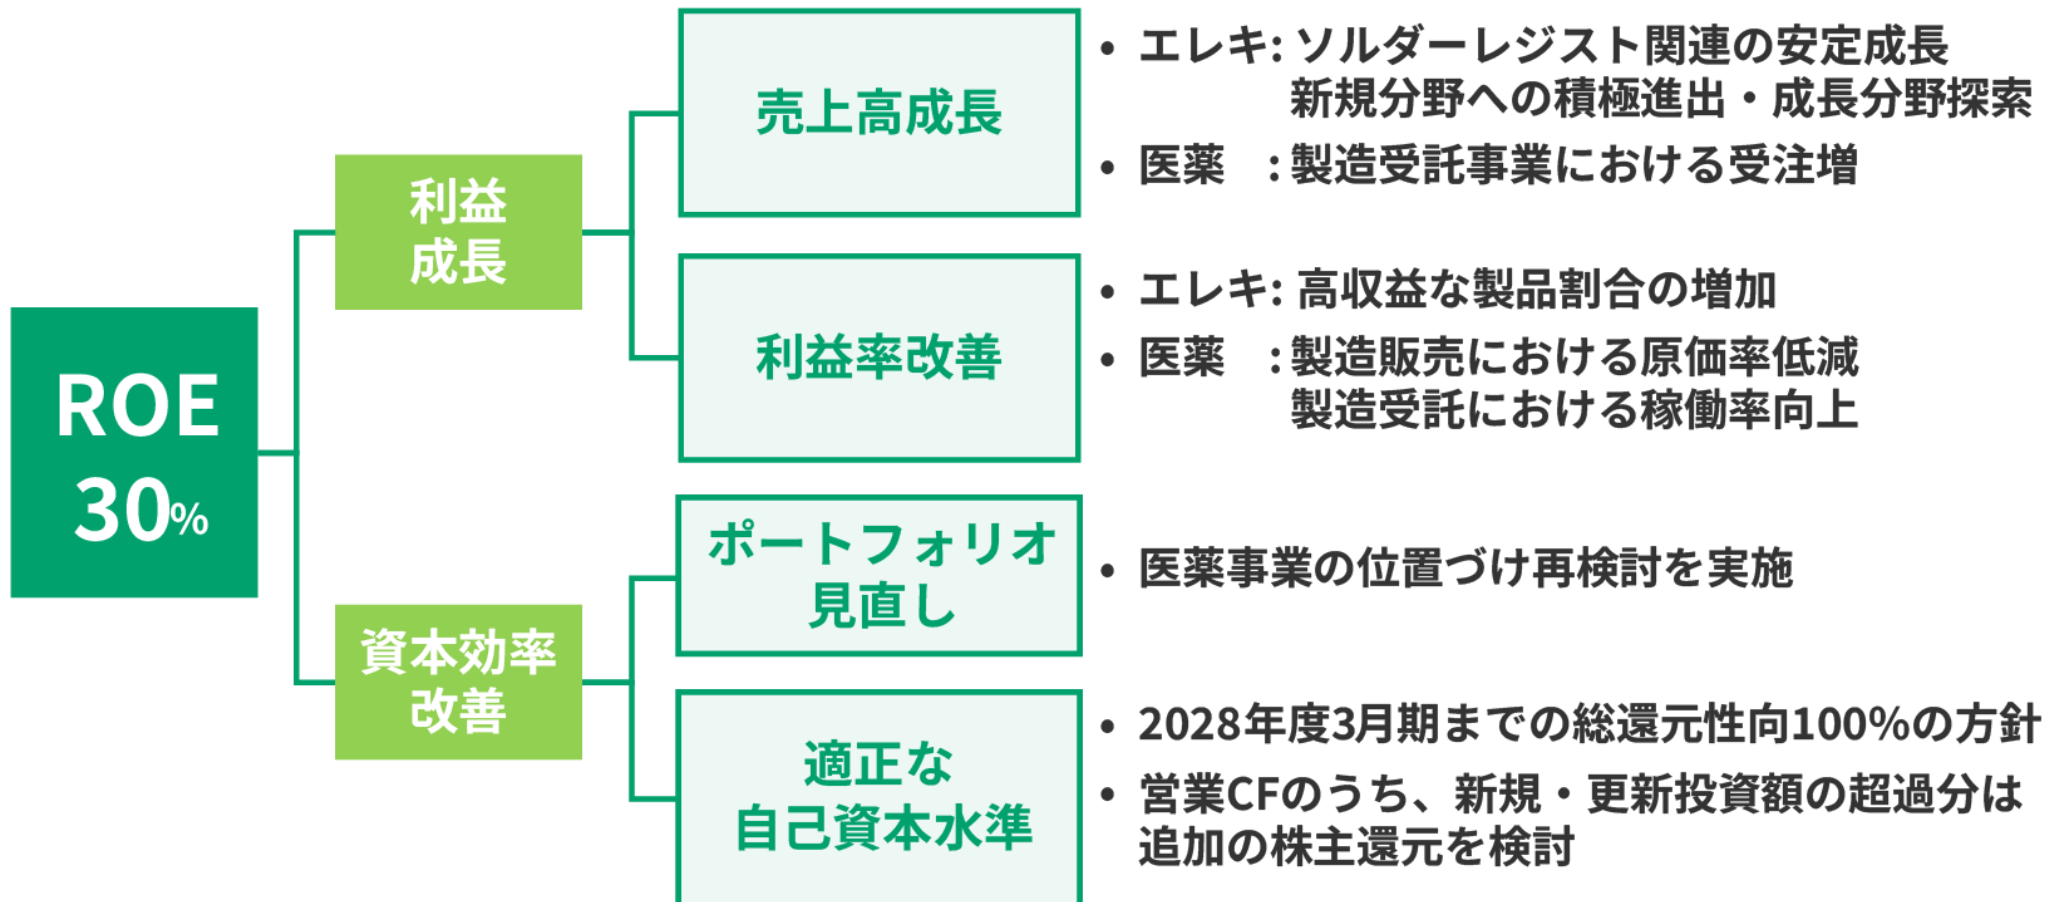 ROE
30%
利益
成長
資本効率
改善
売上高成長
• エレキ: ソルダーレジスト関連の安定成長
新規分野への積極進出・成長分野探索
• 医薬　: 製造受託事業における受注増
利益率改善
• エレキ: 高収益な製品割合の増加
• 医薬　: 製造販売における原価率低減
製造受託における稼働率向上
ポートフォリオ
見直し
• 医薬事業の位置づけ再検討を実施
適正な
自己資本水準
• 2028年度3月期までの総還元性向100%の方針
• 営業CFのうち、新規・更新投資額の超過分は
追加の株主還元を検討